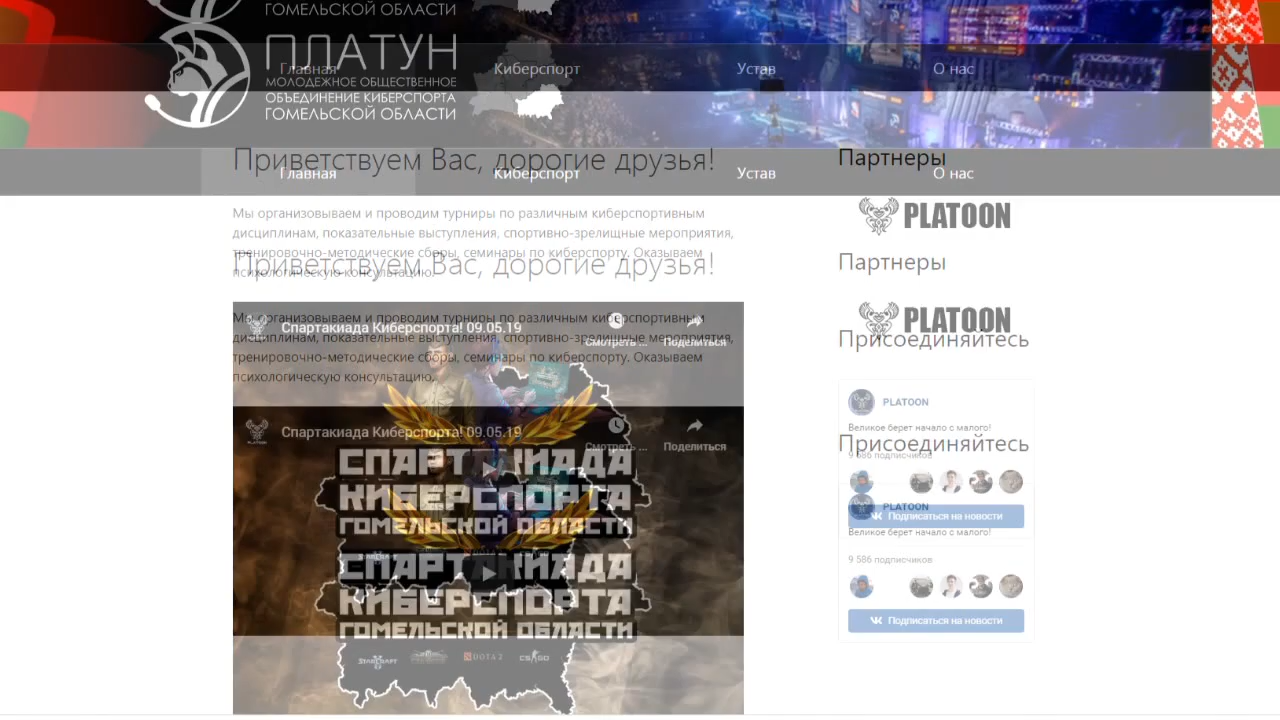 ГОМЕЛЬСКОЙ ОБЛАСТИ
ПЛАТУН
МОЛОДЕЖНОЕ ОБЩЕСТВЕННОЕ
ОБЪЕДИНЕНИЕ КИБЕРСПОРТА
ГОМЕЛЬСКОЙ ОБЛАСТИ
Главная Киберспорт Устав О нас
Главная Киберспорт Устав О нас
Приветствуем Вас, дорогие друзья!
Мы организовываем и проводим турниры по различным киберспортивным
дисциплинам, показательные выступления, спортивно-зрелищные мероприятия,
тренировочно-методические сборы, семинары по киберспорту. Оказываем
психологическую консультацию.
Приветствуем Вас, дорогие друзья!
Мы организовываем и проводим турниры по различным киберспортивным
дисциплинам, показательные выступления, спортивно-зрелищные мероприятия,
тренировочно-методические сборы, семинары по киберспорту. Оказываем
психологическую консультацию.
Спартакиада Киберспорта! 09.05.19
Смотреть ...
Поделиться
Спартакиада Киберспорта! 09.05.19
Смотреть ...
Поделиться
СПАРТАКИАДА
КИБЕРСПОРТА
ГОМЕЛЬСКОЙ ОБЛАСТИ
СПАРТАКИАДА
КИБЕРСПОРТА
ГОМЕЛЬСКОЙ ОБЛАСТИ
STARCRAFT
DOTA 2
CS:GO
Партнеры
PLATOON
Партнеры
PLATOON
Присоединяйтесь
PLATOON
Великое берет начало с малого!
9 586 подписчиков
Подписаться на новости
Присоединяйтесь
PLATOON
Великое берет начало с малого!
9 586 подписчиков
Подписаться на новости